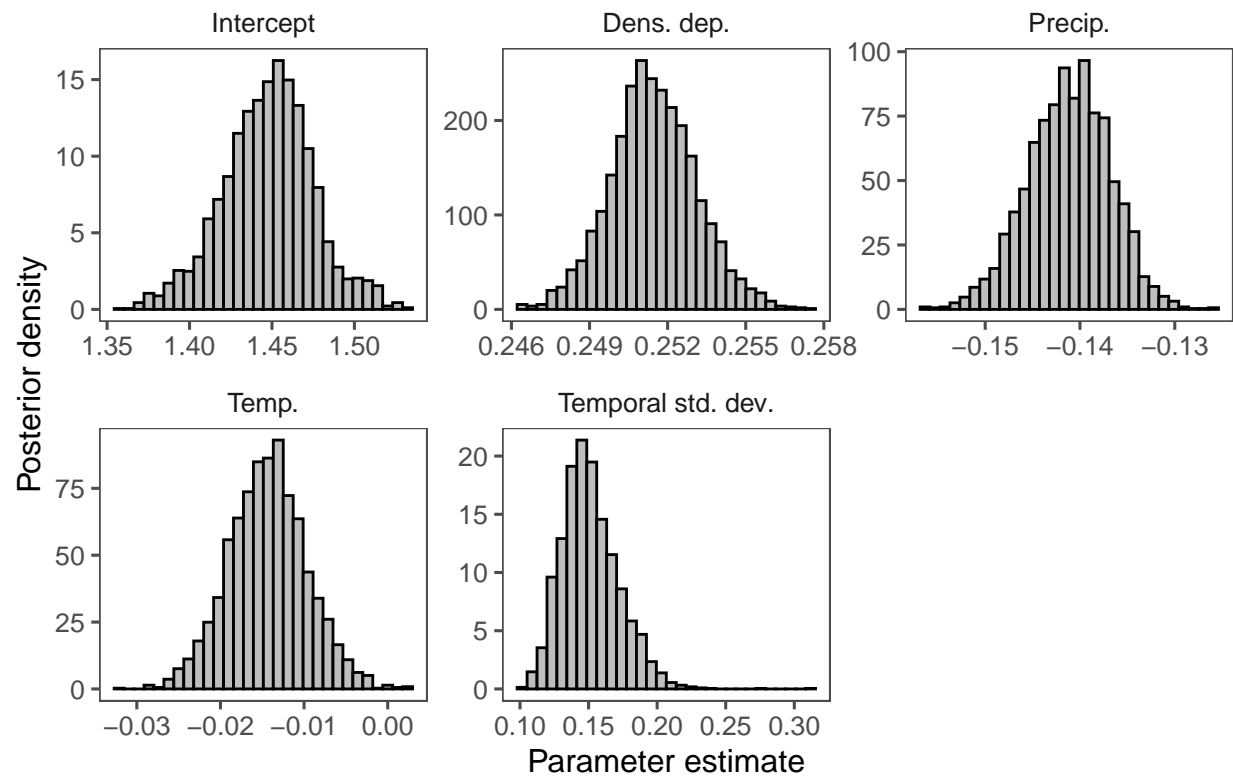 Intercept
Dens. dep.
Precip.
15
10
5
0
1.35 1.40 1.45 1.50
200
100
0
0.246 0.249 0.252 0.255 0.258
100
75
50
25
0
−0.15 −0.14 −0.13
Posterior density
Temp.
Temporal std. dev.
75
50
25
0
−0.03 −0.02 −0.01 0.00
20
15
10
5
0
0.10 0.15 0.20 0.25 0.30
Parameter estimate